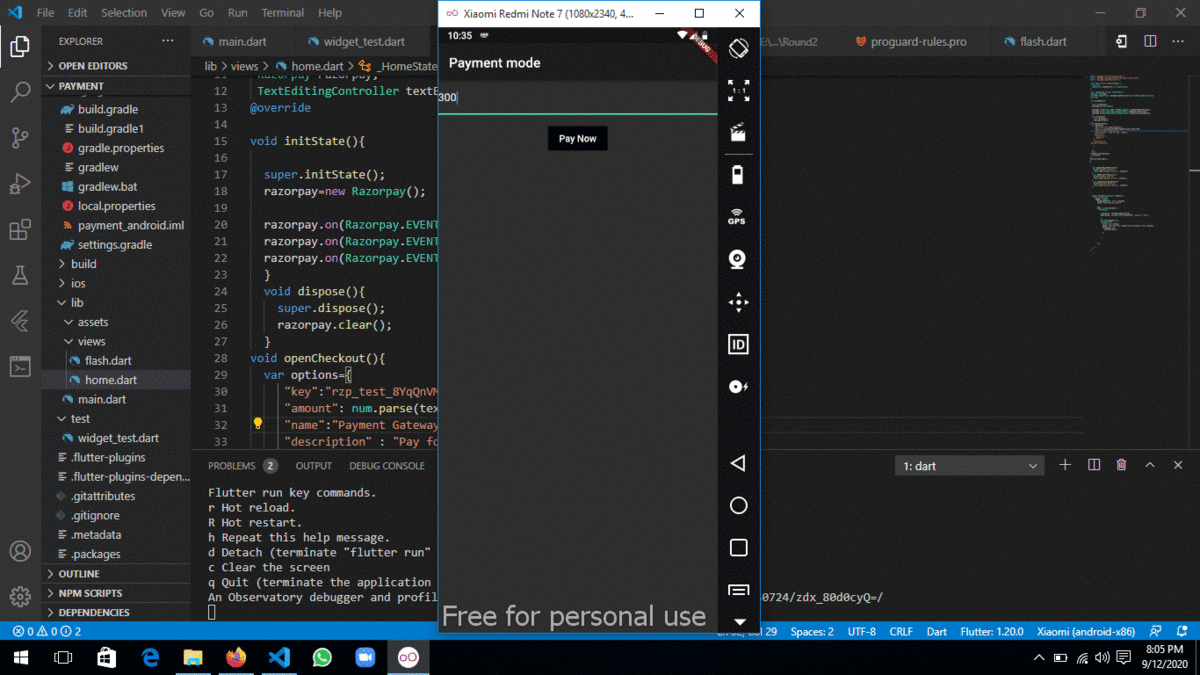 File Edit Selection View Go Run Terminal Help
Xiaomi Redmi Note 7 (1080x2340, 4...
EXPLORER
OPEN EDITORS
PAYMENT
build.gradle
build.gradle1
gradle.properties
gradlew
gradlew.bat
local.properties
payment_android.iml
settings.gradle
build
ios
lib
assets
views
flash.dart
home.dart
main.dart
test
widget_test.dart
.flutter-plugins
.flutter-plugins-depen...
.gitattributes
.gitignore
.metadata
.packages
OUTLINE
NPM SCRIPTS
DEPENDENCIES
main.dart widget_test.dart
E:\...\Round2 proguard-rules.pro flash.dart
lib > views > home.dart > _HomeState
11 Razorpay razorpay;
12 TextEditingController textE
13 @override
14
15 void initState(){
16
17 super.initState();
18 razorpay=new Razorpay();
19
20 razorpay.on(Razorpay.EVENT
21 razorpay.on(Razorpay.EVENT
22 razorpay.on(Razorpay.EVENT
23 }
24 void dispose(){
25 super.dispose();
26 razorpay.clear();
27 }
28 void openCheckout(){
29 var options={
30 "key":"rzp_test_8YqQnVM
31 "amount": num.parse(tex
32 "name":"Payment Gateway
33 "description" : "Pay fo
PROBLEMS 2 OUTPUT DEBUG CONSOLE
1: dart
Flutter run key commands.
r Hot reload.
R Hot restart.
h Repeat this help message.
d Detach (terminate "flutter run"
c Clear the screen
q Quit (terminate the application
An Observatory debugger and profil
0724/zdx_80d0cyQ=/
10:35
DEBUG
Payment mode
300
Pay Now
1:1
GPS
ID
Free for personal use
0 0 2
Col 29 Spaces: 2 UTF-8 CRLF Dart Flutter: 1.20.0 Xiaomi (android-x86)
8:05 PM
9/12/2020